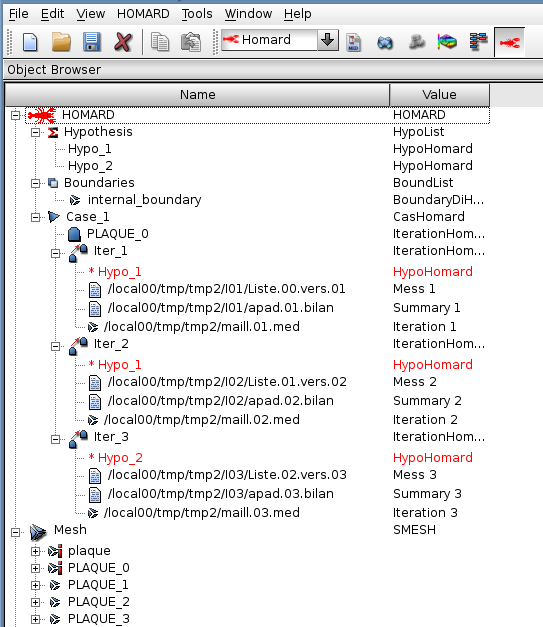 File Edit View HOMARD Tools Window Help
Homard
Object Browser
Name Value
HOMARD HOMARD
Hypothesis HypoList
Hypo_1 HypoHomard
Hypo_2 HypoHomard
Boundaries BoundList
internal_boundary BoundaryDiH...
Case_1 CasHomard
PLAQUE_0 IterationHom...
Iter_1 IterationHom...
* Hypo_1 HypoHomard
/local00/tmp/tmp2/I01/Liste.00.vers.01 Mess 1
/local00/tmp/tmp2/I01/apad.01.bilan Summary 1
/local00/tmp/tmp2/maill.01.med Iteration 1
Iter_2 IterationHom...
* Hypo_1 HypoHomard
/local00/tmp/tmp2/I02/Liste.01.vers.02 Mess 2
/local00/tmp/tmp2/I02/apad.02.bilan Summary 2
/local00/tmp/tmp2/maill.02.med Iteration 2
Iter_3 IterationHom...
* Hypo_2 HypoHomard
/local00/tmp/tmp2/I03/Liste.02.vers.03 Mess 3
/local00/tmp/tmp2/I03/apad.03.bilan Summary 3
/local00/tmp/tmp2/maill.03.med Iteration 3
Mesh SMESH
plaque
PLAQUE_0
PLAQUE_1
PLAQUE_2
PLAQUE_3